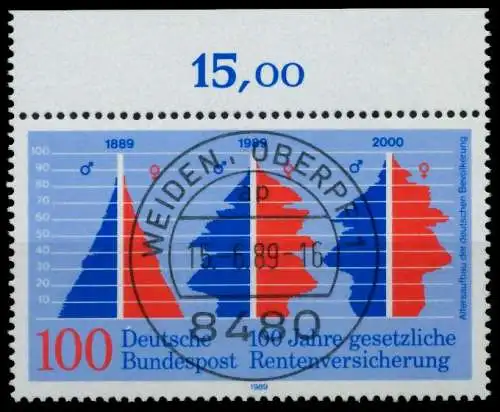 15,00
1889 1989 2000
♂ ♀ ♂ ♀ ♂ ♀
100
90
80
70
60
50
40
30
20
10
Altersaufbau der deutschen Bevölkerung
WEIDEN, OBERPF 1
ap
15.-6.89-16
8480
100 Deutsche Bundespost
100 Jahre gesetzliche
Rentenversicherung
1989